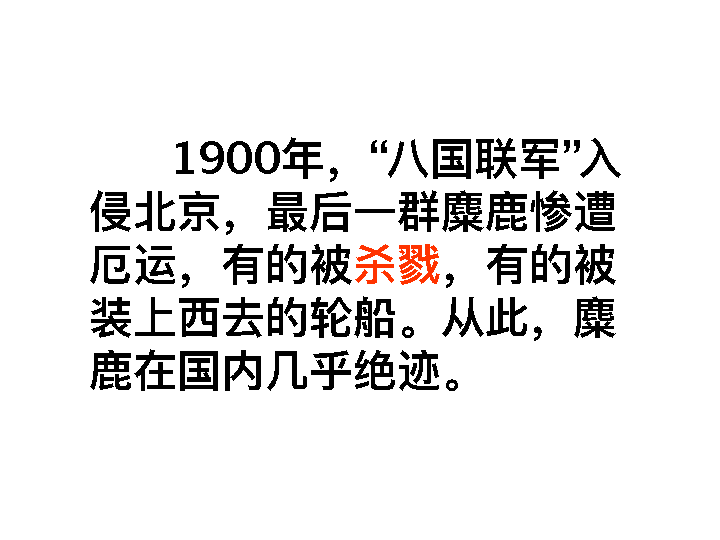 1900年，“八国联军”入
侵北京，最后一群麋鹿惨遭
厄运，有的被杀戮，有的被
装上西去的轮船。从此，麋
鹿在国内几乎绝迹。